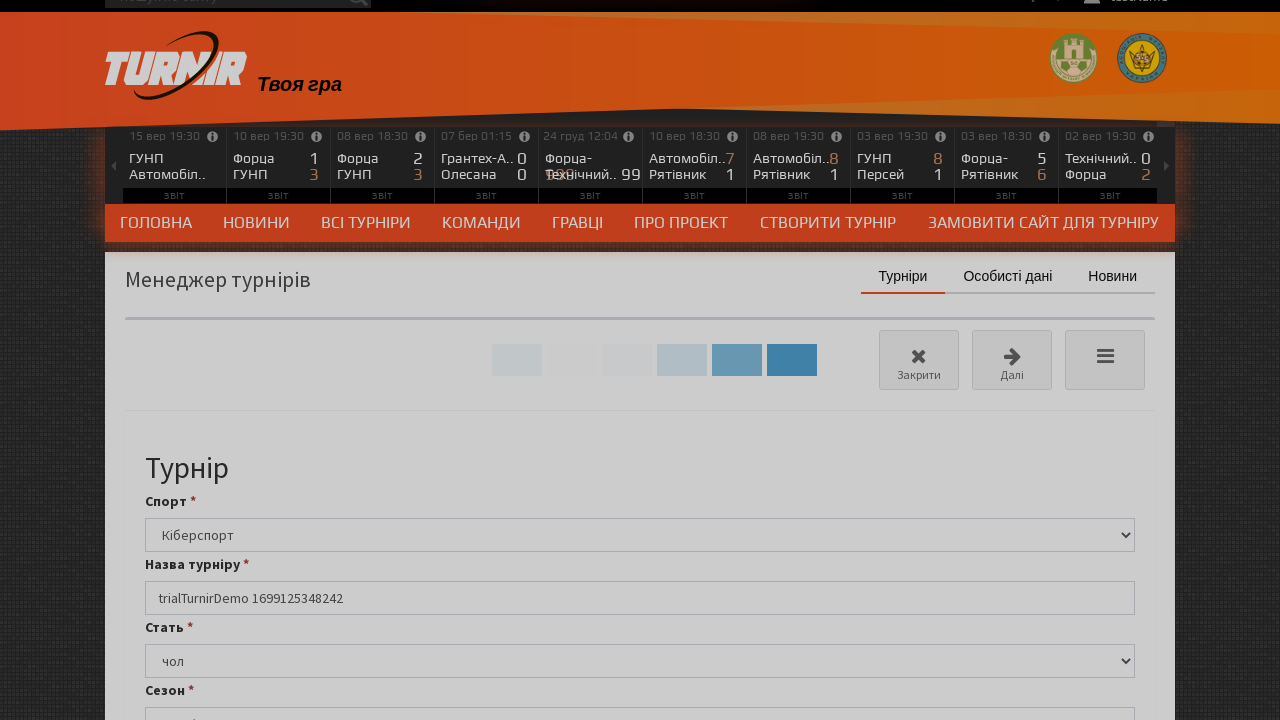 TURNIR
Твоя гра
15 вер 19:30
ГУНП
Автомобіл..
звіт
10 вер 19:30
Форца 1
ГУНП 3
звіт
08 вер 18:30
Форца 2
ГУНП 3
звіт
07 бер 01:15
Грантех-А.. 0
Олесана 0
звіт
24 груд 12:04
Форца-
Технічний.. 99
звіт
10 вер 18:30
Автомобіл.. 7
Рятівник 1
звіт
08 вер 19:30
Автомобіл.. 8
Рятівник 1
звіт
03 вер 19:30
ГУНП 8
Персей 1
звіт
03 вер 18:30
Форца- 5
Рятівник 6
звіт
02 вер 19:30
Технічний.. 0
Форца 2
звіт
ГОЛОВНА НОВИНИ ВСІ ТУРНІРИ КОМАНДИ ГРАВЦІ ПРО ПРОЕКТ СТВОРИТИ ТУРНІР ЗАМОВИТИ САЙТ ДЛЯ ТУРНІРУ
Менеджер турнірів
Турніри Особисті дані Новини
Закрити Далі
Турнір
Спорт *
Кіберспорт
Назва турніру *
trialTurnirDemo 1699125348242
Стать *
чол
Сезон *